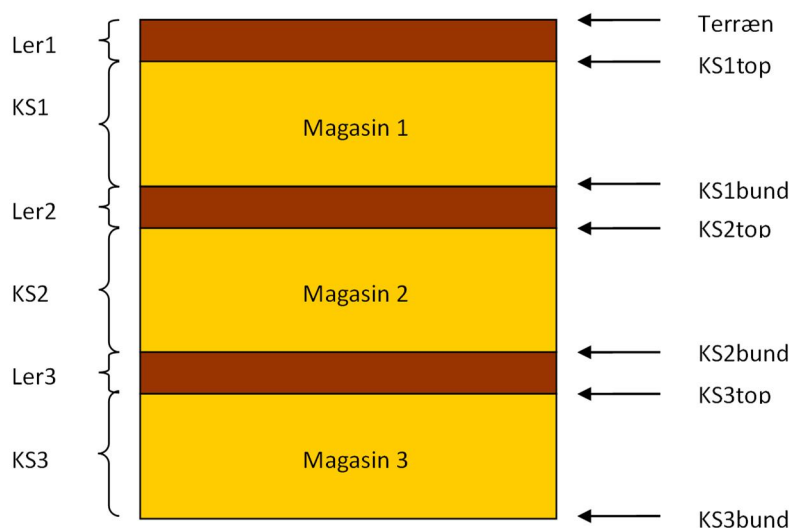 Terræn
Ler1
KS1top
KS1
Magasin 1
KS1bund
Ler2
KS2top
KS2
Magasin 2
KS2bund
Ler3
KS3top
KS3
Magasin 3
KS3bund